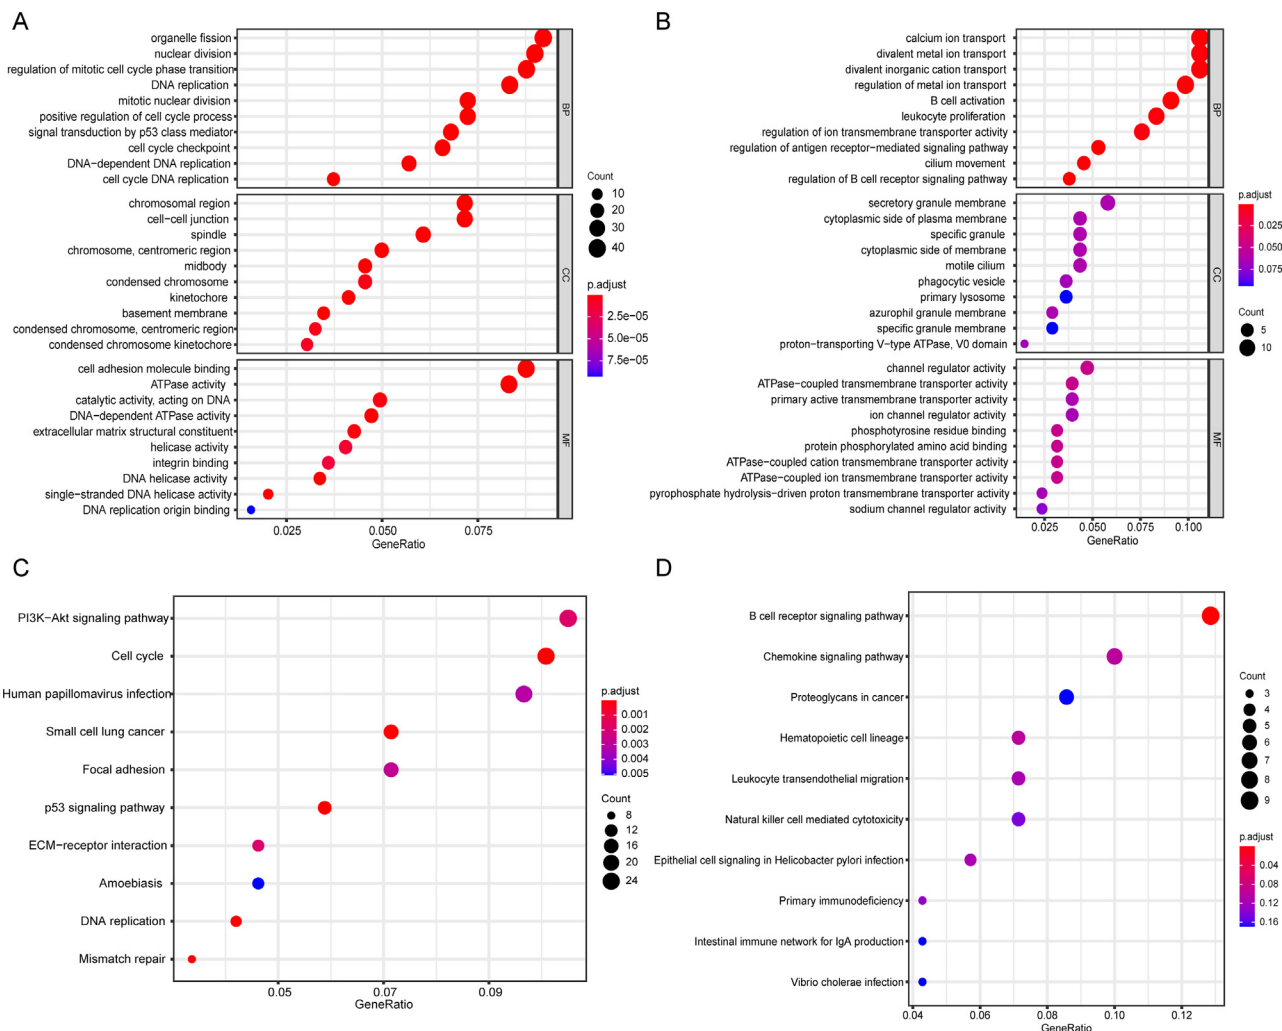 A
organelle fission
nuclear division
regulation of mitotic cell cycle phase transition
DNA replication
mitotic nuclear division
positive regulation of cell cycle process
signal transduction by p53 class mediator
cell cycle checkpoint
DNA−dependent DNA replication
cell cycle DNA replication
BP
chromosomal region
cell−cell junction
spindle
chromosome, centromeric region
midbody
condensed chromosome
kinetochore
basement membrane
condensed chromosome, centromeric region
condensed chromosome kinetochore
CC
cell adhesion molecule binding
ATPase activity
catalytic activity, acting on DNA
DNA−dependent ATPase activity
extracellular matrix structural constituent
helicase activity
integrin binding
DNA helicase activity
single−stranded DNA helicase activity
DNA replication origin binding
MF
0.025 0.050 0.075
GeneRatio
Count
10
20
30
40
p.adjust
2.5e−05
5.0e−05
7.5e−05
B
calcium ion transport
divalent metal ion transport
divalent inorganic cation transport
regulation of metal ion transport
B cell activation
leukocyte proliferation
regulation of ion transmembrane transporter activity
regulation of antigen receptor−mediated signaling pathway
cilium movement
regulation of B cell receptor signaling pathway
BP
secretory granule membrane
cytoplasmic side of plasma membrane
specific granule
cytoplasmic side of membrane
motile cilium
phagocytic vesicle
primary lysosome
azurophil granule membrane
specific granule membrane
proton−transporting V−type ATPase, V0 domain
CC
channel regulator activity
ATPase−coupled transmembrane transporter activity
primary active transmembrane transporter activity
ion channel regulator activity
phosphotyrosine residue binding
protein phosphorylated amino acid binding
ATPase−coupled cation transmembrane transporter activity
ATPase−coupled ion transmembrane transporter activity
pyrophosphate hydrolysis−driven proton transmembrane transporter activity
sodium channel regulator activity
MF
0.025 0.050 0.075 0.100
GeneRatio
p.adjust
0.025
0.050
0.075
Count
5
10
C
PI3K−Akt signaling pathway
Cell cycle
Human papillomavirus infection
Small cell lung cancer
Focal adhesion
p53 signaling pathway
ECM−receptor interaction
Amoebiasis
DNA replication
Mismatch repair
0.05 0.07 0.09
GeneRatio
p.adjust
0.001
0.002
0.003
0.004
0.005
Count
8
12
16
20
24
D
B cell receptor signaling pathway
Chemokine signaling pathway
Proteoglycans in cancer
Hematopoietic cell lineage
Leukocyte transendothelial migration
Natural killer cell mediated cytotoxicity
Epithelial cell signaling in Helicobacter pylori infection
Primary immunodeficiency
Intestinal immune network for IgA production
Vibrio cholerae infection
0.04 0.06 0.08 0.10 0.12
GeneRatio
Count
3
4
5
6
7
8
9
p.adjust
0.04
0.08
0.12
0.16